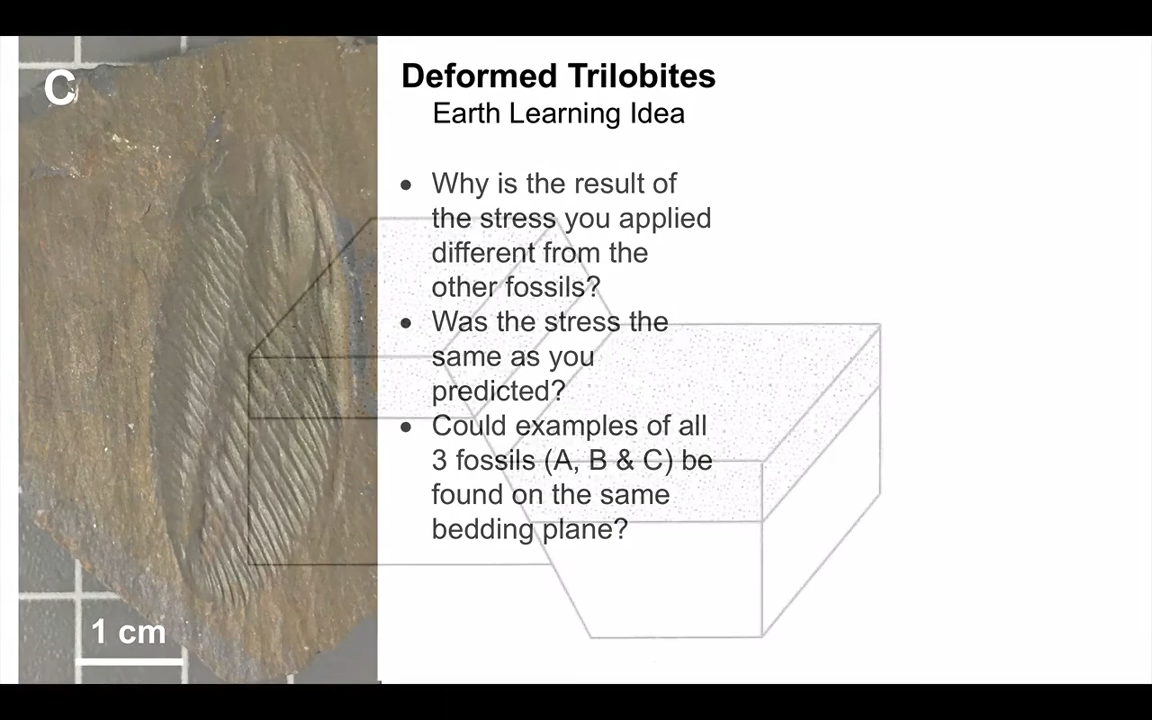 C
1 cm
Deformed Trilobites
Earth Learning Idea
• Why is the result of
the stress you applied
different from the
other fossils?
• Was the stress the
same as you
predicted?
• Could examples of all
3 fossils (A, B & C) be
found on the same
bedding plane?